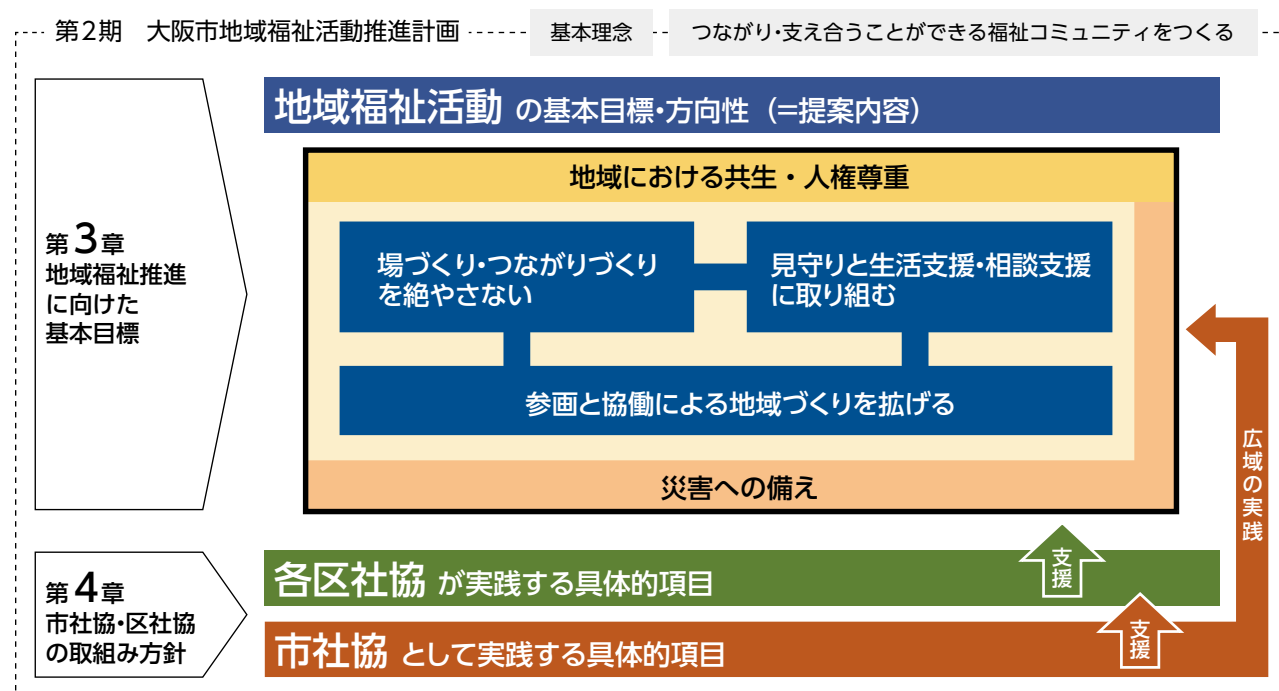 第2期 大阪市地域福祉活動推進計画
基本理念
つながり・支え合うことができる福祉コミュニティをつくる
第3章
地域福祉推進
に向けた
基本目標
地域福祉活動 の基本目標・方向性（＝提案内容）
地域における共生・人権尊重
場づくり・つながりづくり
を絶やさない
見守りと生活支援・相談支援
に取り組む
参画と協働による地域づくりを拡げる
災害への備え
広域の実践
第4章
市社協・区社協
の取組み方針
各区社協 が実践する具体的項目
支援
市社協 として実践する具体的項目
支援